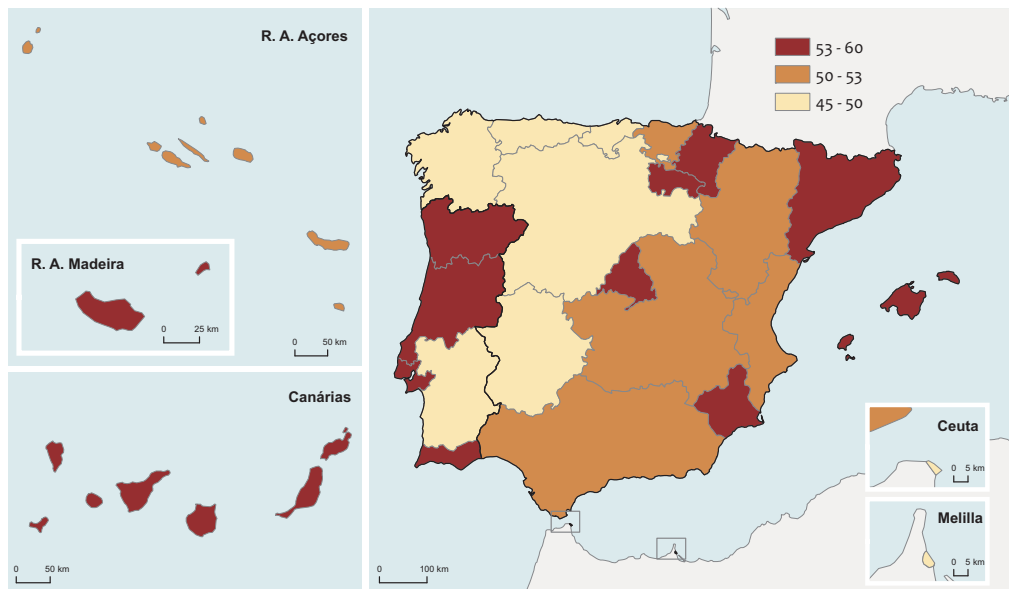 R. A. Açores
R. A. Madeira
0 25 km
0 50 km
Canárias
0 50 km
53 - 60
50 - 53
45 - 50
0 100 km
Ceuta
0 5 km
Melilla
0 5 km